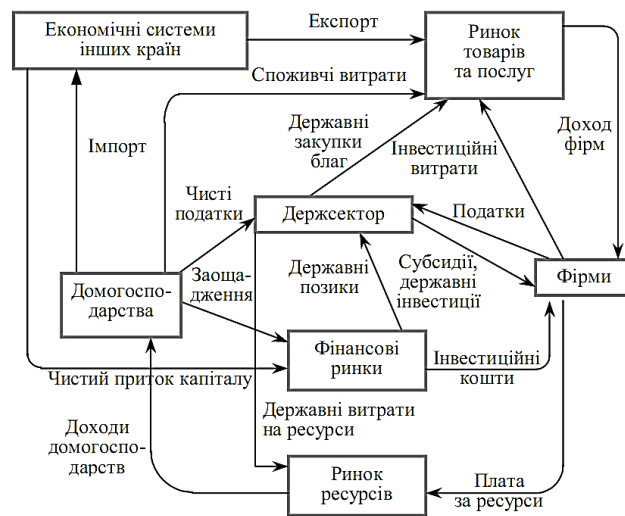 Економічні системи
інших країн
Експорт
Ринок
товарів
та послуг
Споживчі витрати
Державні
закупки
благ
Інвестиційні
витрати
Доход
фірм
Імпорт
Чисті
податки
Держсектор
Податки
Домогоспо-
дарства
Заоща-
дження
Державні
позики
Субсидії,
державні
інвестиції
Фірми
Фінансові
ринки
Інвестиційні
кошти
Чистий приток капіталу
Доходи
домогоспо-
дарств
Державні витрати
на ресурси
Ринок
ресурсів
Плата
за ресурси